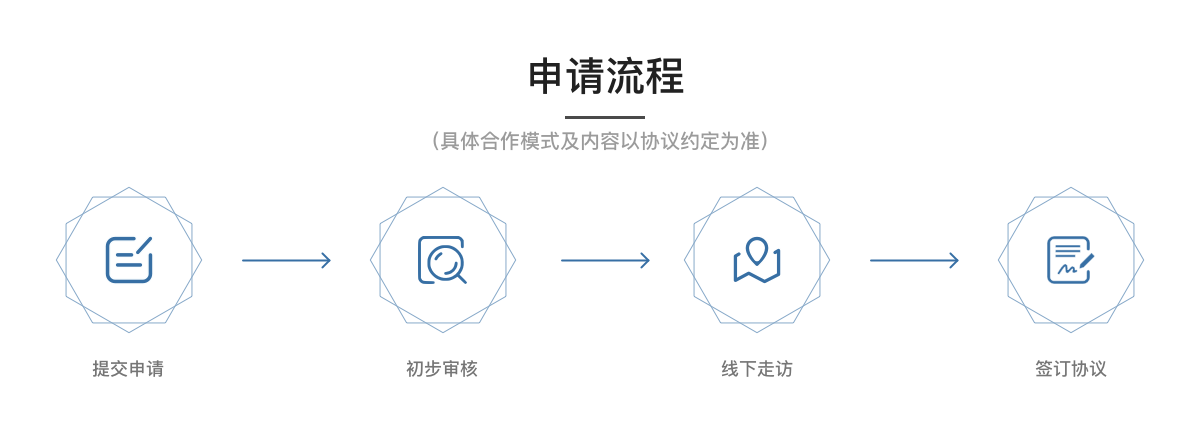 申请流程
（具体合作模式及内容以协议约定为准）
提交申请
初步审核
线下走访
签订协议